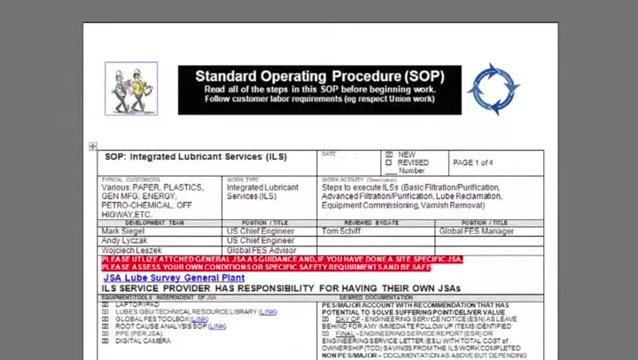 Standard Operating Procedure (SOP)
Read all of the steps in this SOP before beginning work.
Follow customer labor requirements (eg respect Union work)
SOP: Integrated Lubricant Services (ILS)
DATE
NEW
REVISED
Number
PAGE 1 of 4
TYPICAL CUSTOMERS
Various: PAPER, PLASTICS,
GEN MFG, ENERGY,
PETRO-CHEMICAL, OFF
HIGWAY,ETC.
WORK TYPE
Integrated Lubricant
Services (ILS)
WORK ACTIVITY (Description)
Steps to execute ILSs (Basic Filtration/Purification,
Advanced Filtration/Purification, Lube Reclamation,
Equipment Commissioning, Varnish Removal)
DEVELOPMENT TEAM
POSITION / TITLE
REVIEWED BY/DATE
POSITION / TITLE
Mark Siegel
US Chief Engineer
Tom Schiff
Global FES Manager
Andy Lyczak
US Chief Engineer
Wojciech Leszek
Global FES Advisor
PLEASE UTLIZE ATTCHED GENERAL JSA AS GUIDANCE AND, IF YOU HAVE DONE A SITE SPECIFIC JSA.
PLEASE ASSESS YOUR OWN CONDITIONS OR SPECIFIC SAFETY REQUIRMENTS AND BE SAFE
JSA Lube Survey General Plant
ILS SERVICE PROVIDER HAS RESPONSIBILITY FOR HAVING THEIR OWN JSAs
EQUIPMENT/TOOLS INDEPENDENT OF JSA
DESIRED DOCUMENTATION
LAPTOP/IPAD
LUBES GBU TECHNICAL RESOURCE LIBRARY (LINK)
GLOBAL FES TOOLBOX (LINK)
ROOT CAUSE ANALYSIS SOP (LINK)
PPE (PER JSA)
DIGITAL CAMERA
PES/MAJOR ACCOUNT WITH RECOMMENDATION THAT HAS
POTENTIAL TO SOLVE SUFFERING POINT/DELIVER VALUE
DAY OF - ENGINEERING SERVICE NOTICE (ESN) AS LEAVE
BEHIND FOR ANY IMMEDIATE FOLLOW UP ITEMS IDENTIFIED
FINAL - ENGINEERING SERVICE REPORT (ESR) OR
ENGINEERING SERVICE LETTER (ESL) WITH TOTAL COST of
OWNERSHIP (TCO) SAVINGS FROM THE ILS WORK COMPLETED
NON PES/MAJOR - DOCUMENTATION AS ABOVE BUT DEPENDING